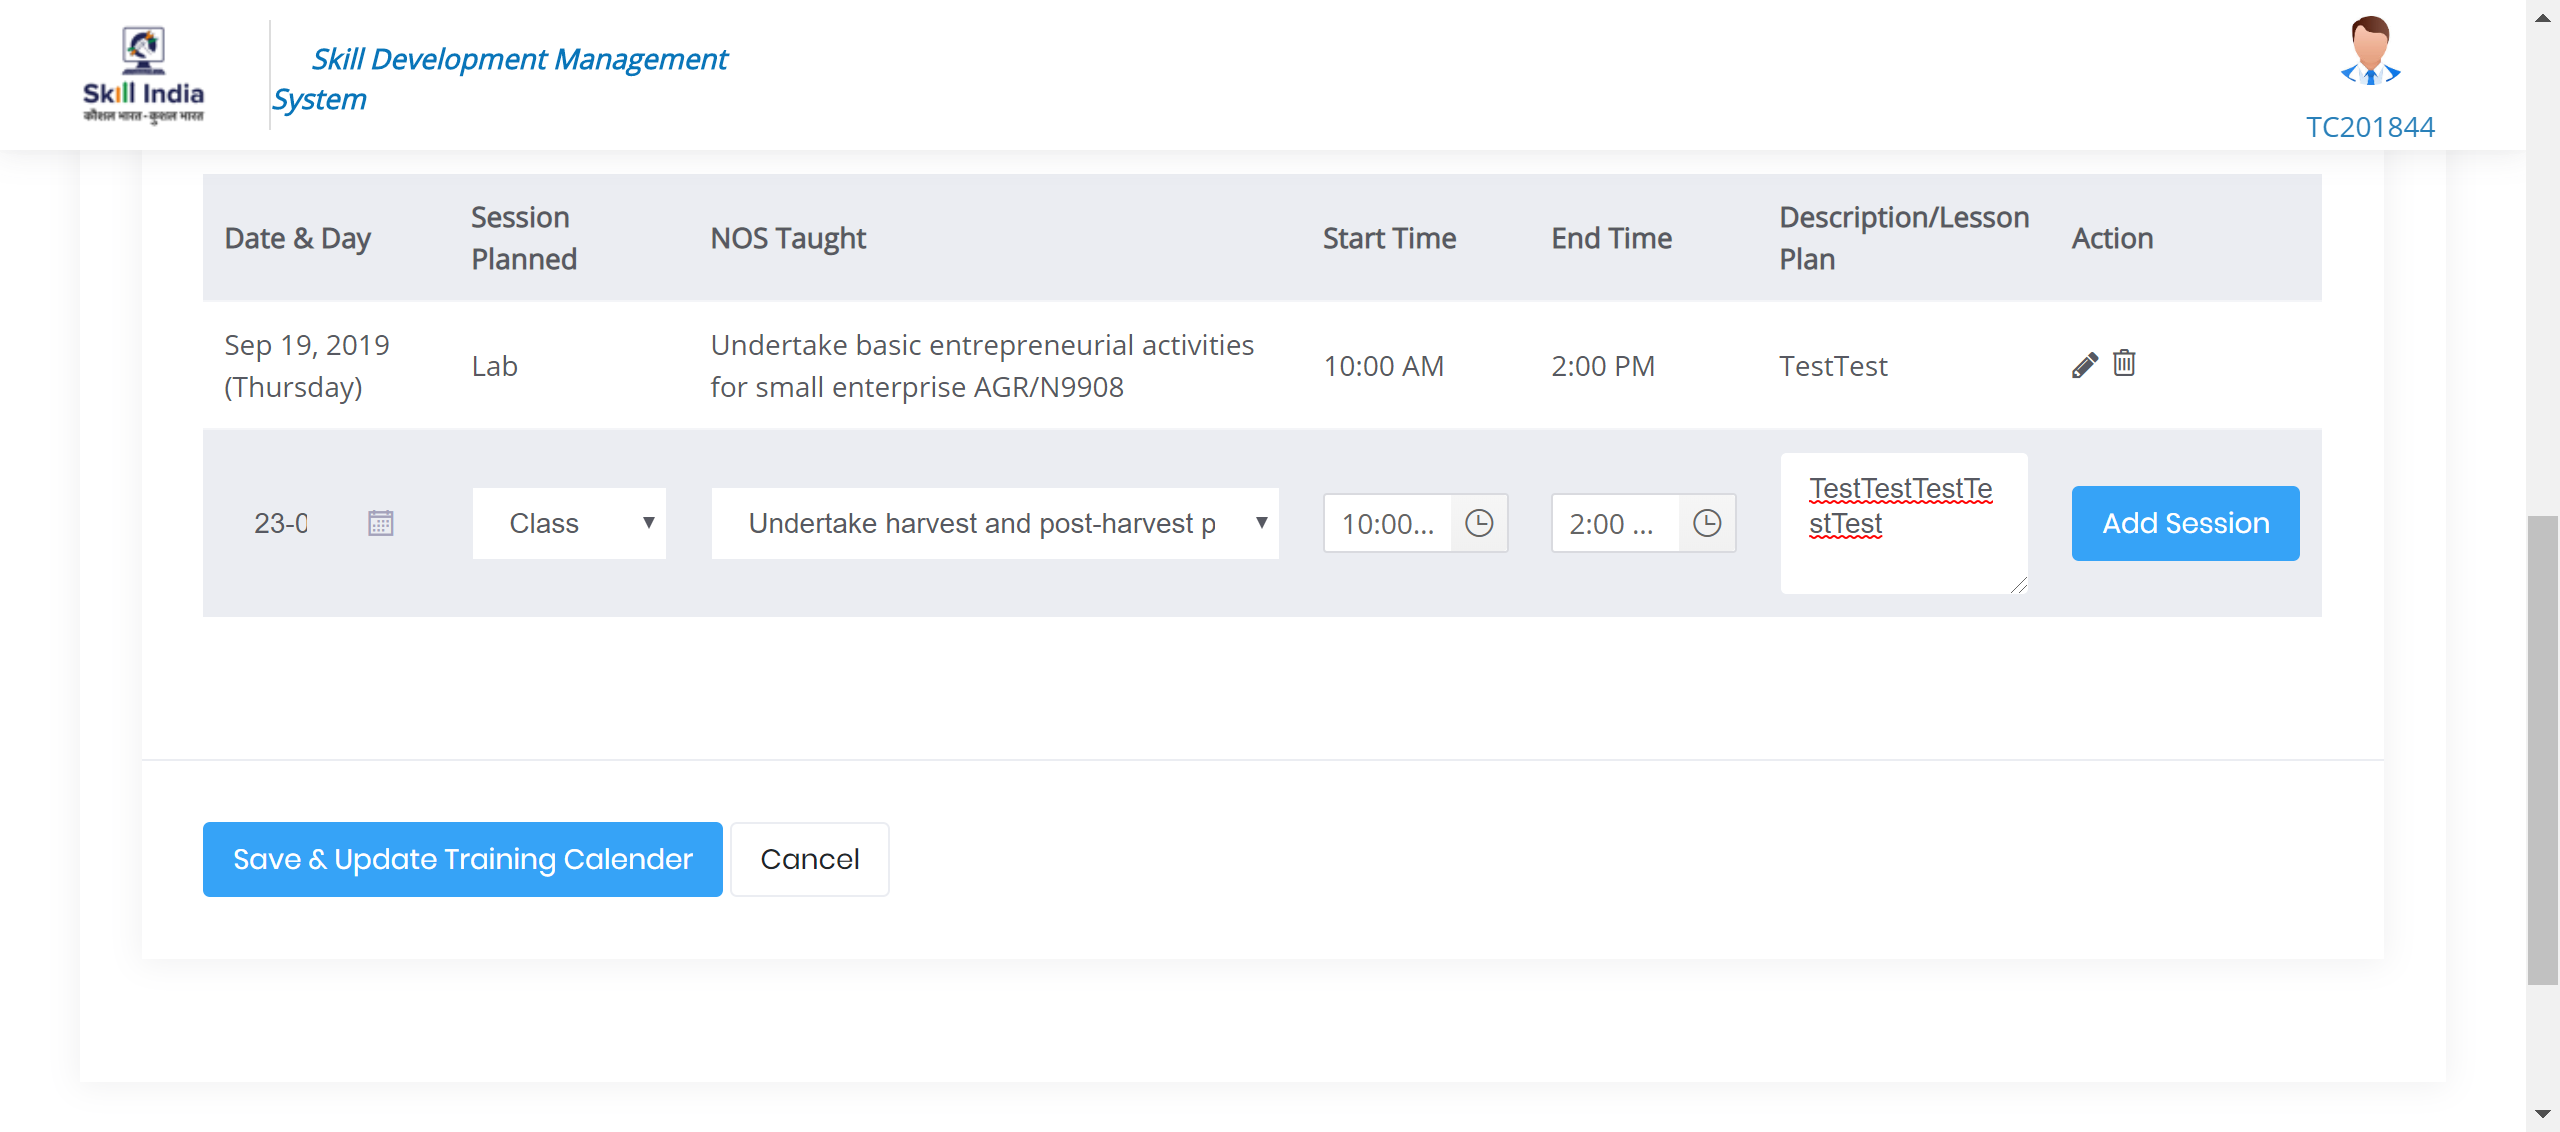 Skill India
कौशल भारत - कुशल भारत
Skill Development Management
System
TC201844
Date & Day
Session
Planned
NOS Taught
Start Time
End Time
Description/Lesson
Plan
Action
Sep 19, 2019
(Thursday)
Lab
Undertake basic entrepreneurial activities
for small enterprise AGR/N9908
10:00 AM
2:00 PM
TestTest
23-0
Class
Undertake harvest and post-harvest p
10:00...
2:00 ...
TestTestTestTe
stTest
Add Session
Save & Update Training Calender
Cancel